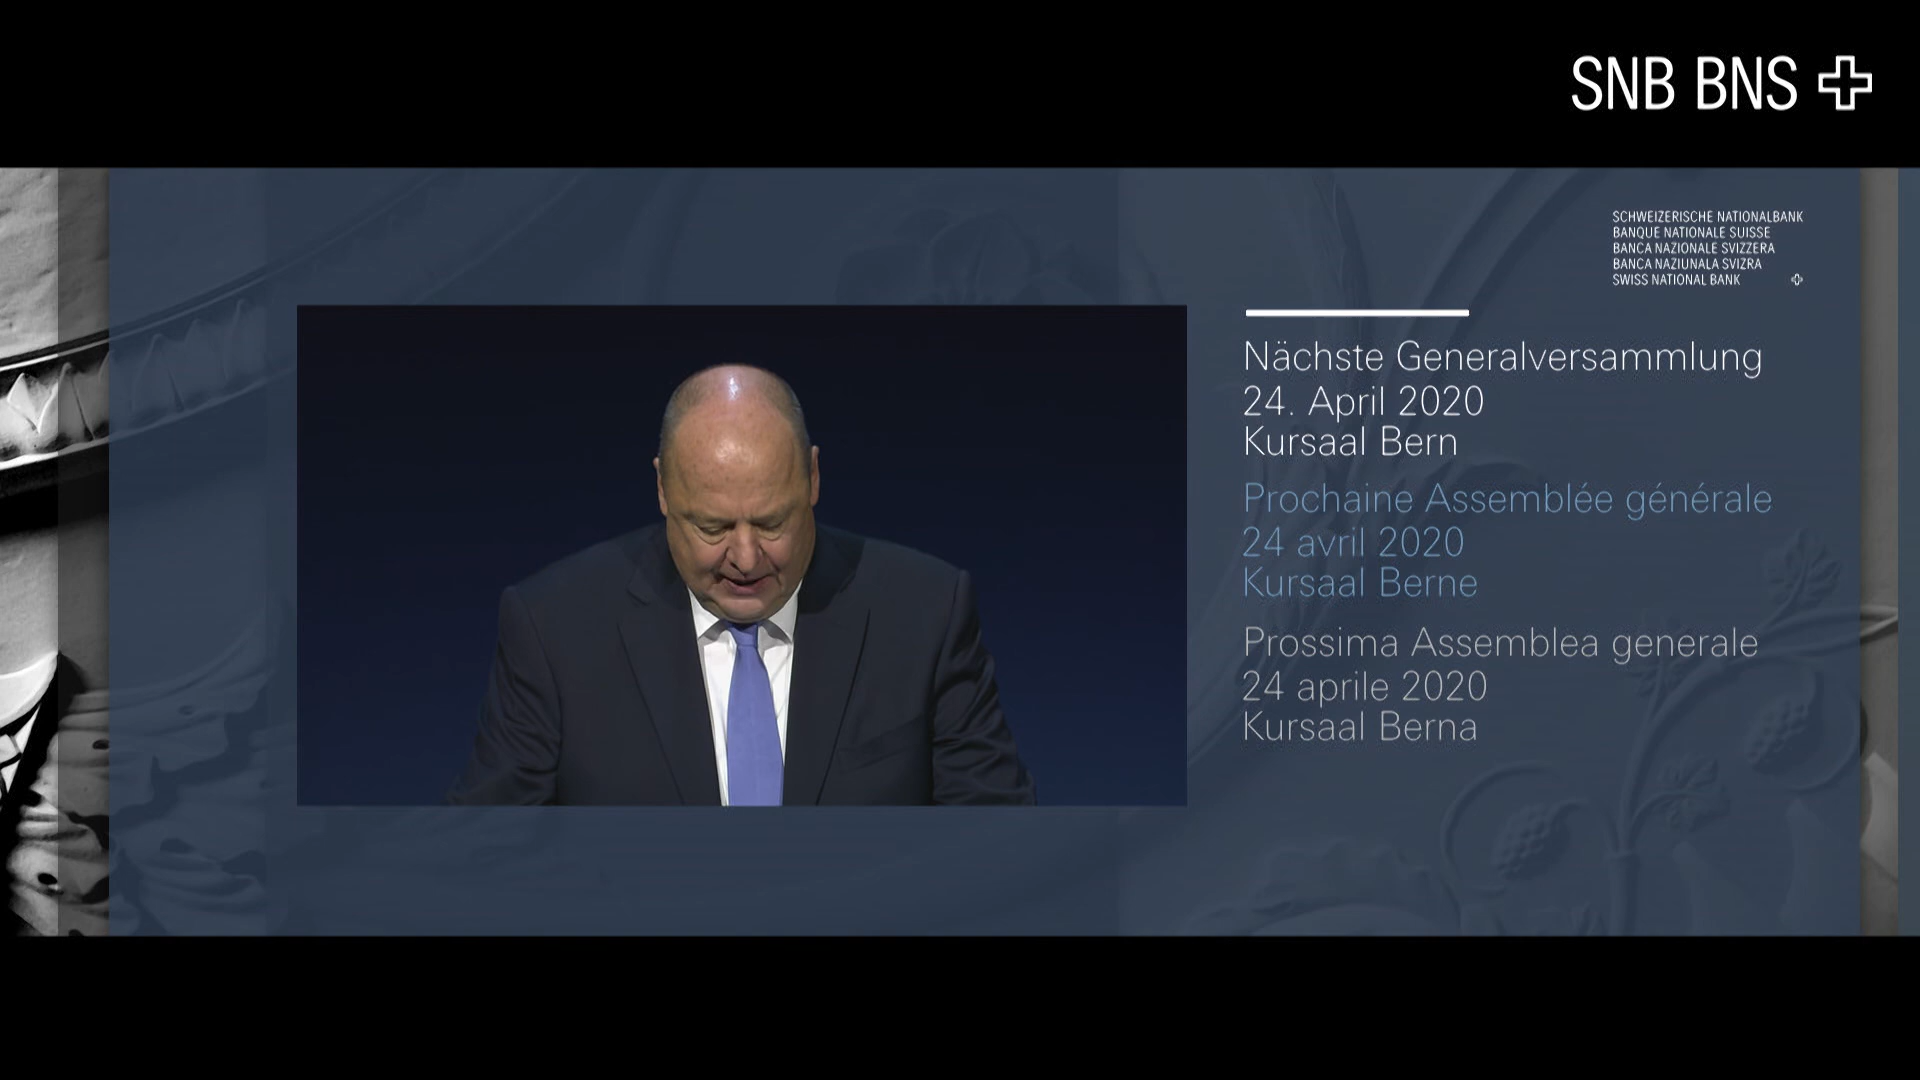 SNB BNS
SCHWEIZERISCHE NATIONALBANK
BANQUE NATIONALE SUISSE
BANCA NAZIONALE SVIZZERA
BANCA NAZIUNALA SVIZRA
SWISS NATIONAL BANK
Nächste Generalversammlung
24. April 2020
Kursaal Bern
Prochaine Assemblée générale
24 avril 2020
Kursaal Berne
Prossima Assemblea generale
24 aprile 2020
Kursaal Berna